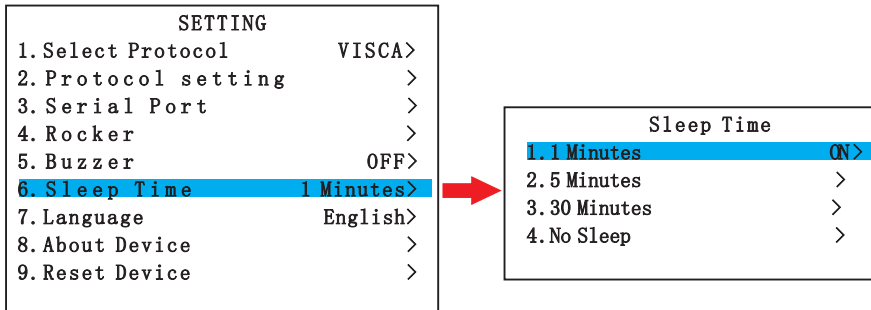 SETTING
1.Select Protocol VISCA>
2.Protocol setting >
3.Serial Port >
4.Rocker >
5.Buzzer OFF>
6.Sleep Time 1 Minutes>
7.Language English>
8.About Device >
9.Reset Device >
Sleep Time
1.1 Minutes ON>
2.5 Minutes >
3.30 Minutes >
4.No Sleep >